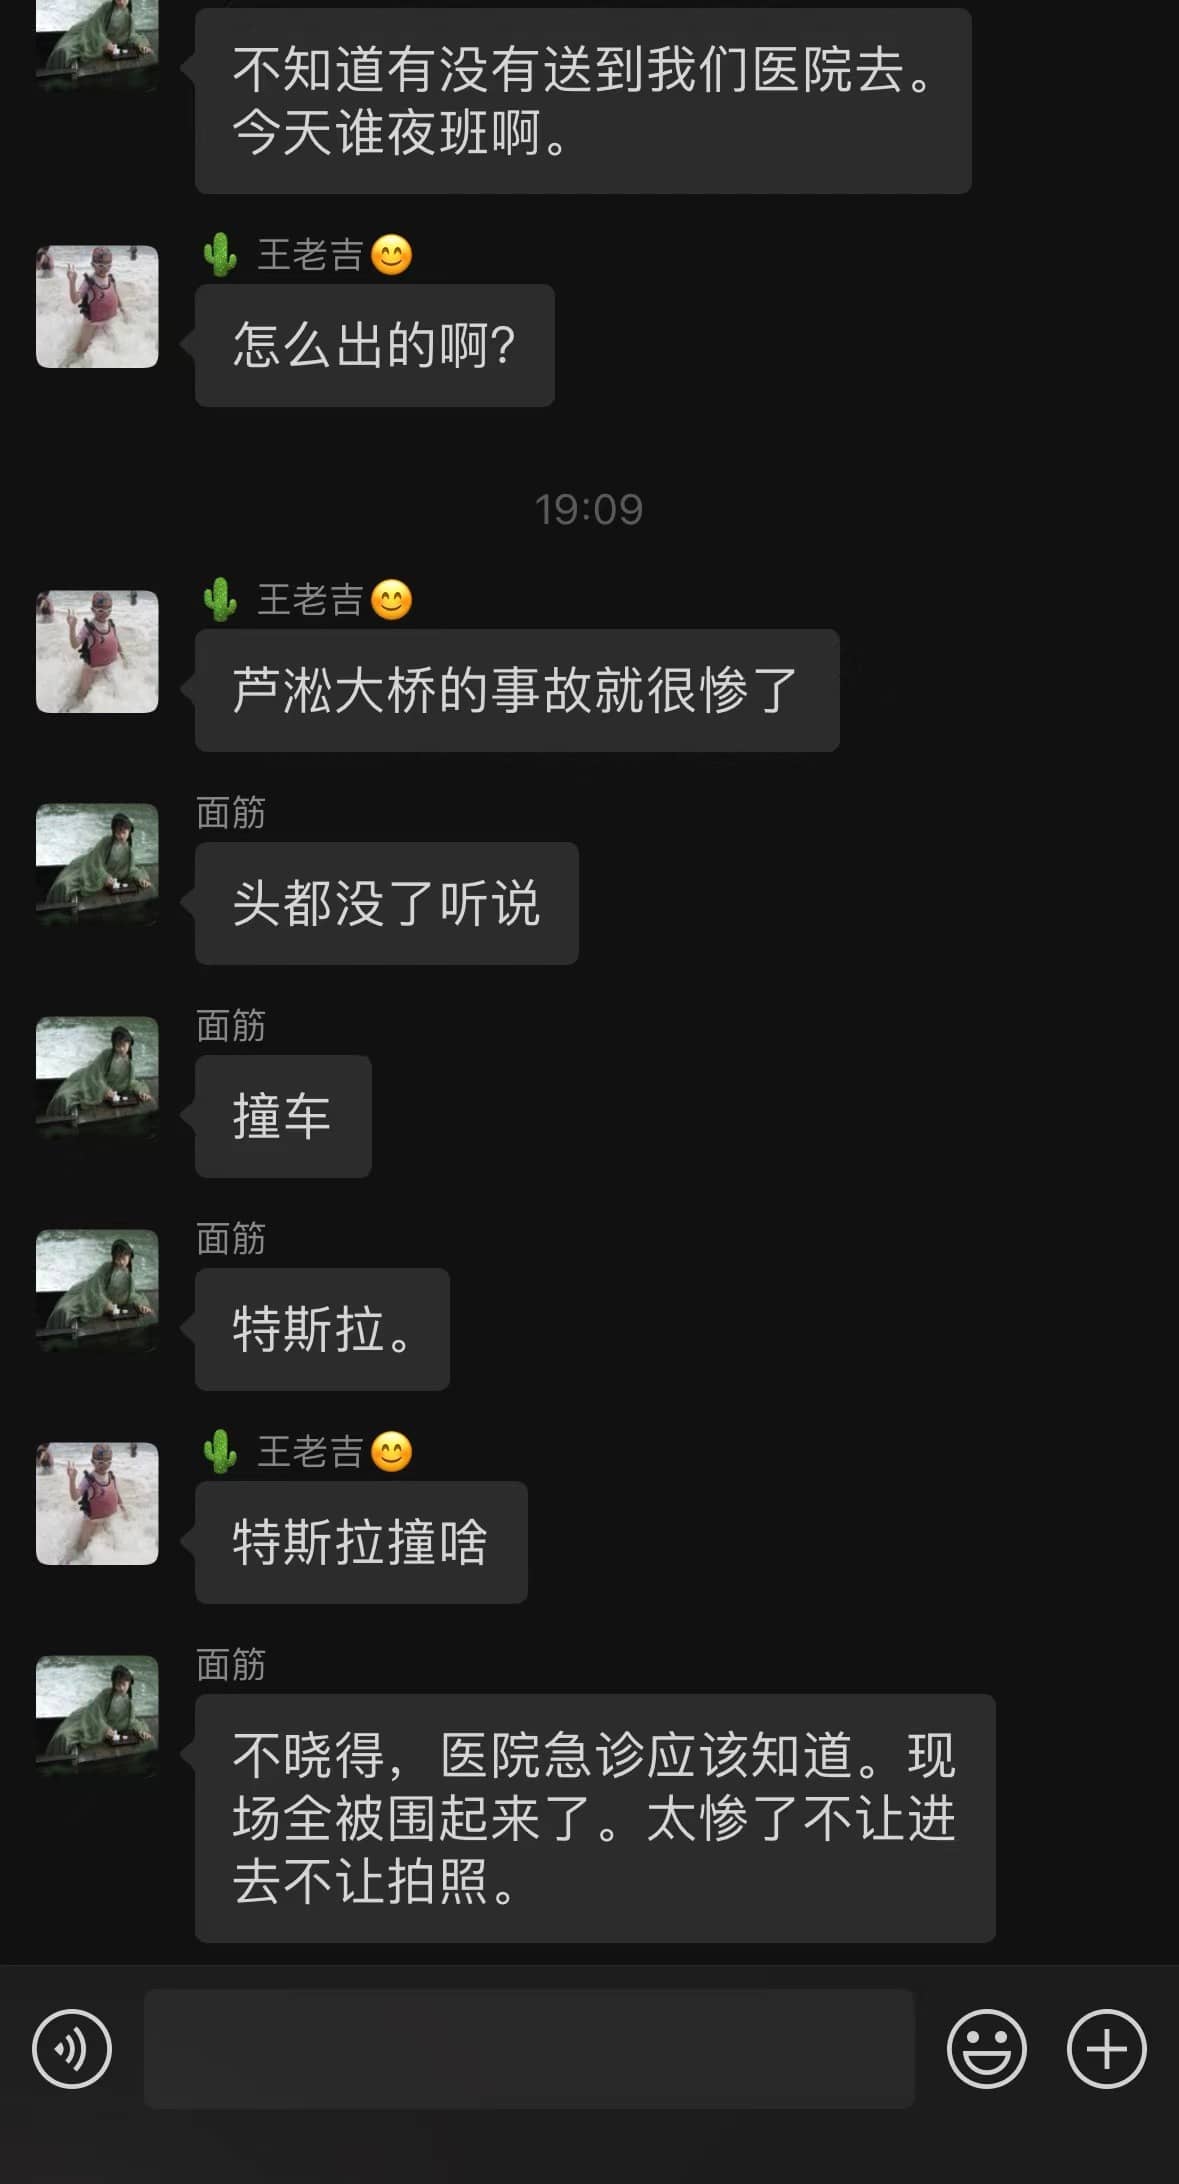 不知道有没有送到我们医院去。
今天谁夜班啊。
🌵 王老吉😊
怎么出的啊?
19:09
🌵 王老吉😊
芦淞大桥的事故就很惨了
面筋
头都没了听说
面筋
撞车
面筋
特斯拉。
🌵 王老吉😊
特斯拉撞啥
面筋
不晓得，医院急诊应该知道。现
场全被围起来了。太惨了不让进
去不让拍照。